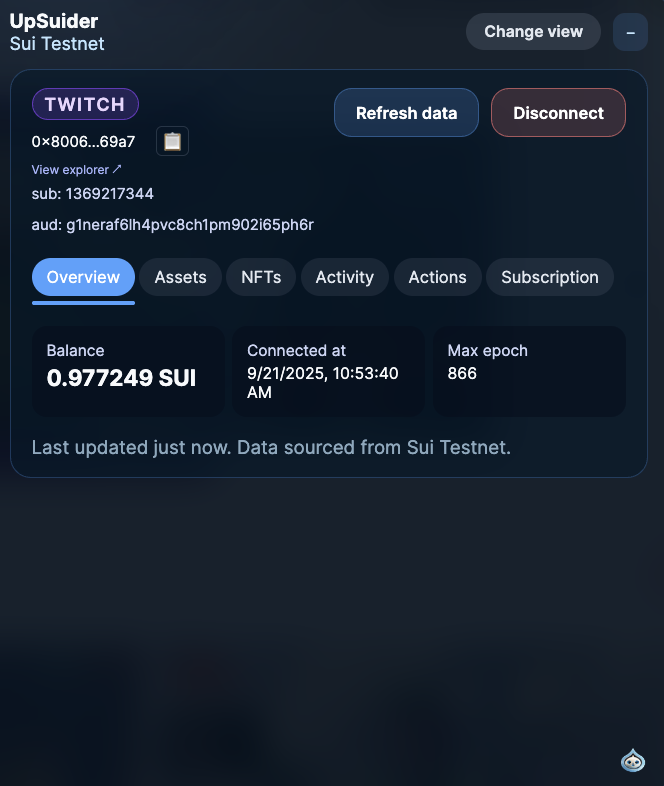 UpSuider
Sui Testnet
Change view
–
TWITCH
Refresh data
Disconnect
0×8006...69a7
View explorer ↗
sub: 1369217344
aud: g1neraf6lh4pvc8ch1pm902i65ph6r
Overview
Assets
NFTs
Activity
Actions
Subscription
Balance
0.977249 SUI
Connected at
9/21/2025, 10:53:40
AM
Max epoch
866
Last updated just now. Data sourced from Sui Testnet.